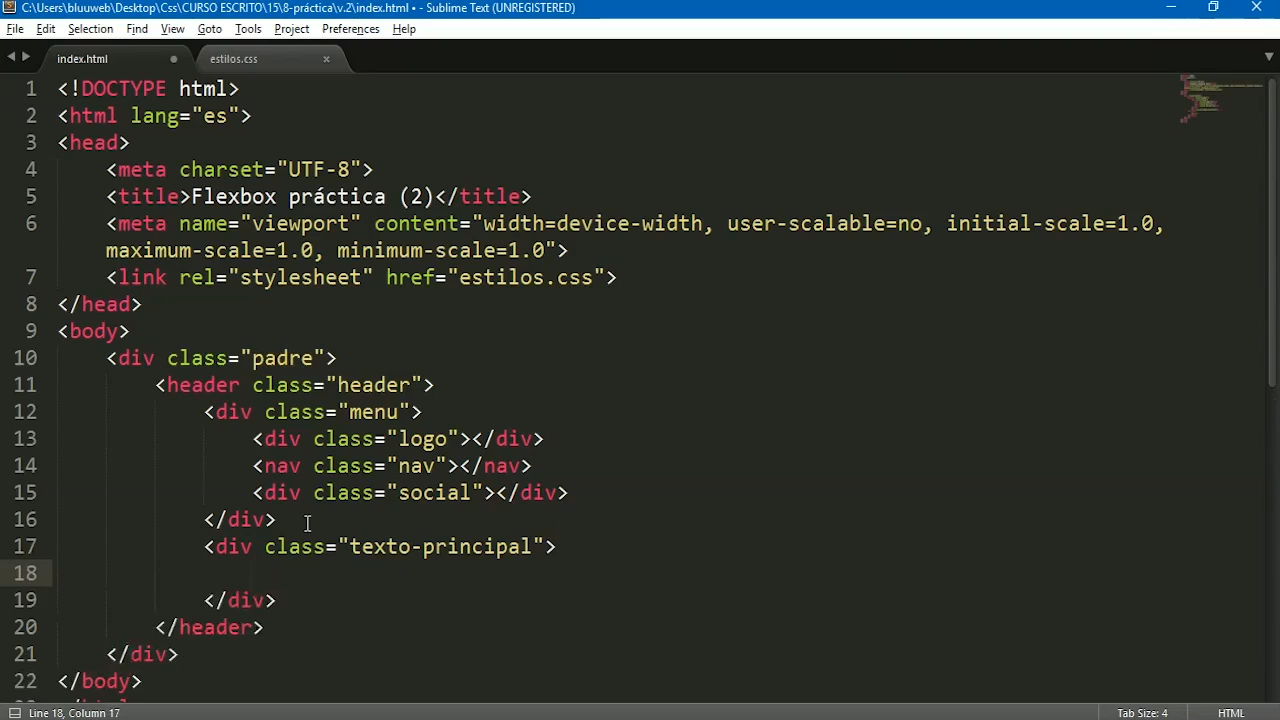 C:\Users\bluuweb\Desktop\Css\CURSO ESCRITO\15\8-práctica\v.2\index.html • - Sublime Text (UNREGISTERED)
File Edit Selection Find View Goto Tools Project Preferences Help
index.html estilos.css
1 <!DOCTYPE html>
2 <html lang="es">
3 <head>
4 <meta charset="UTF-8">
5 <title>Flexbox práctica (2)</title>
6 <meta name="viewport" content="width=device-width, user-scalable=no, initial-scale=1.0,
maximum-scale=1.0, minimum-scale=1.0">
7 <link rel="stylesheet" href="estilos.css">
8 </head>
9 <body>
10 <div class="padre">
11 <header class="header">
12 <div class="menu">
13 <div class="logo"></div>
14 <nav class="nav"></nav>
15 <div class="social"></div>
16 </div>
17 <div class="texto-principal">
18
19 </div>
20 </header>
21 </div>
22 </body>
Line 18, Column 17 Tab Size: 4 HTML